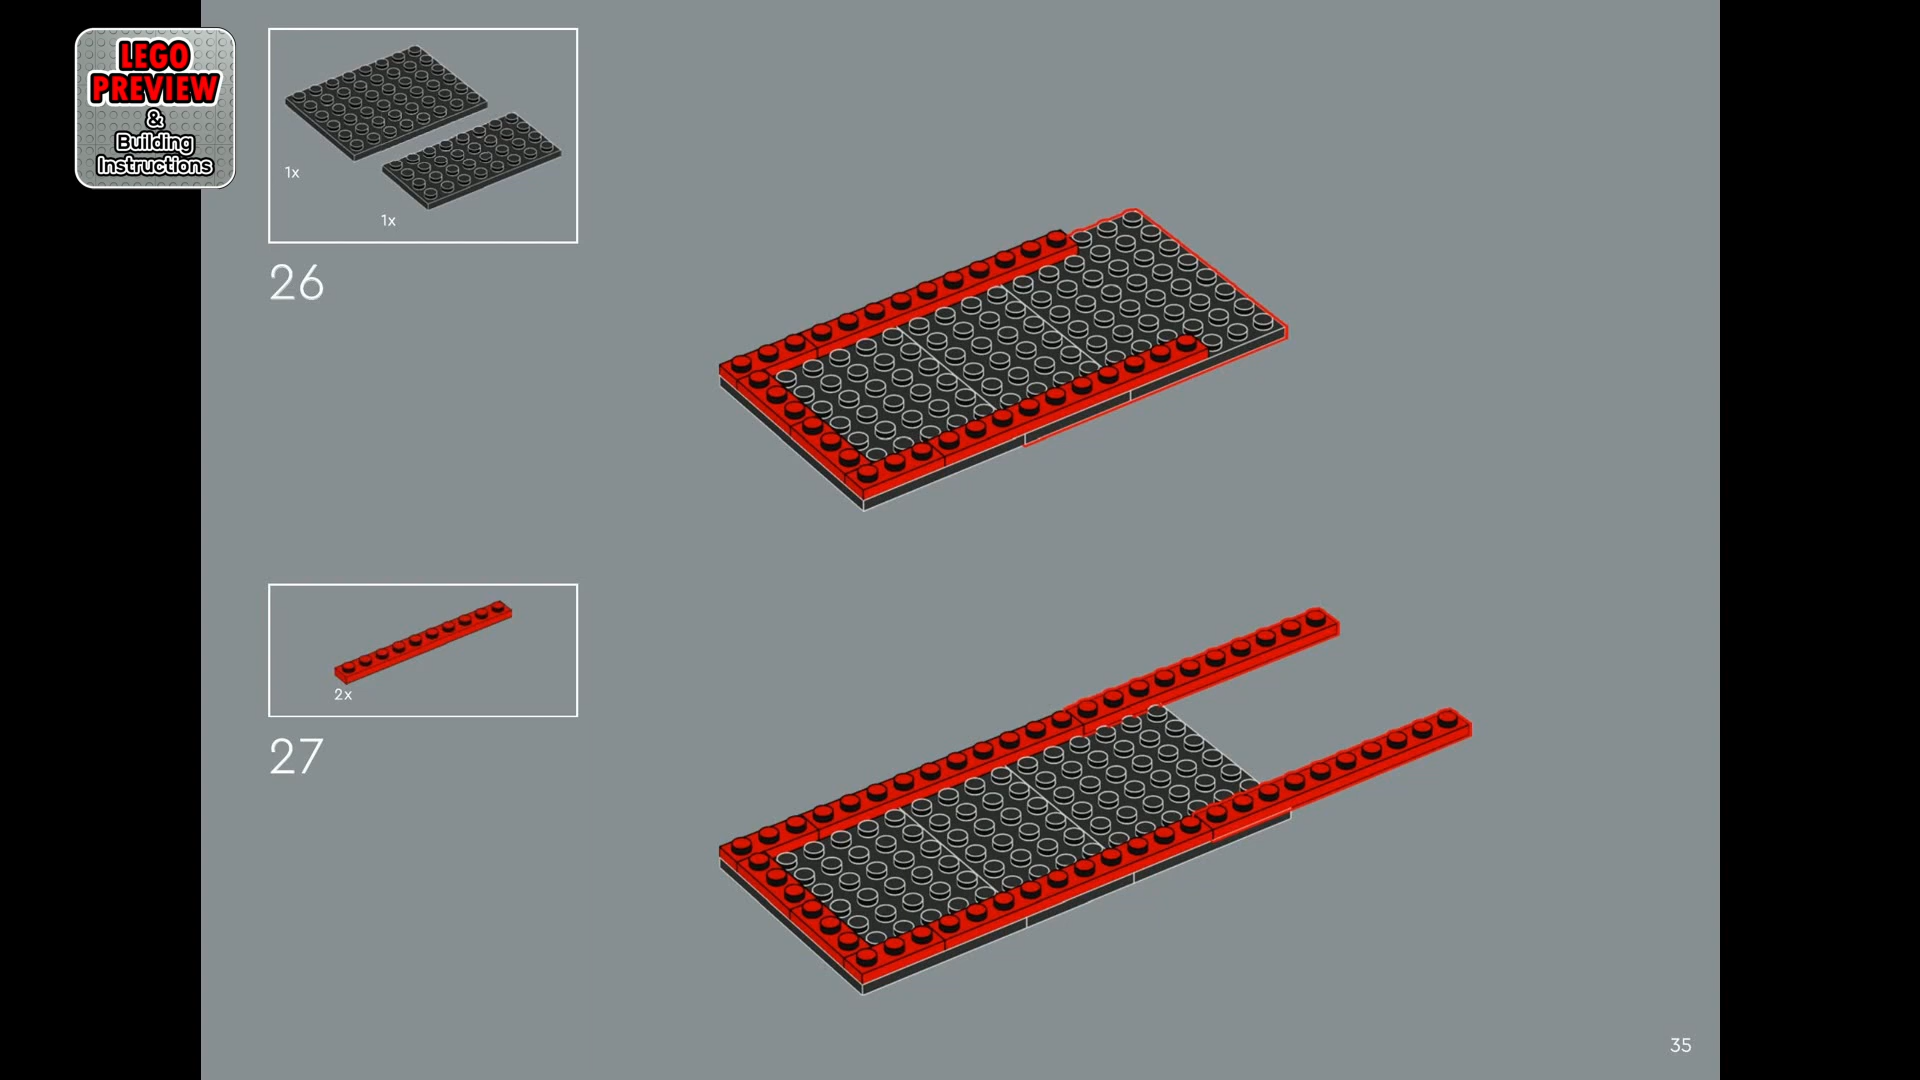 LEGO
PREVIEW
&
Building
Instructions
1x
1x
26
2x
27
35